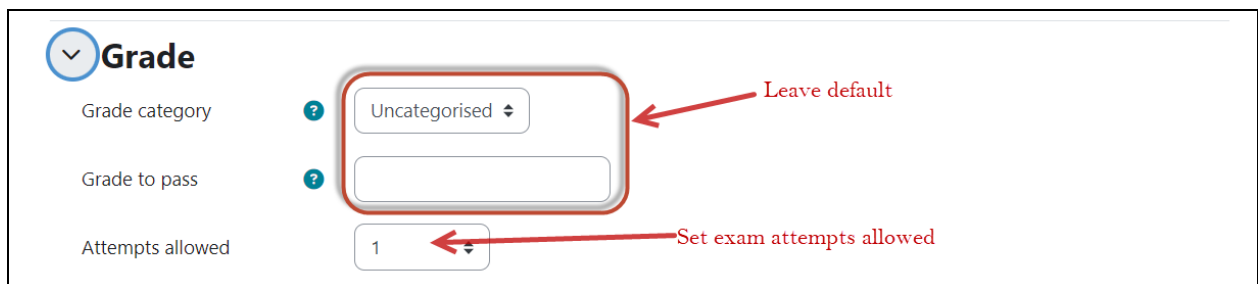 Grade
Grade category ? Uncategorised
Leave default
Grade to pass ?
Attempts allowed 1
Set exam attempts allowed